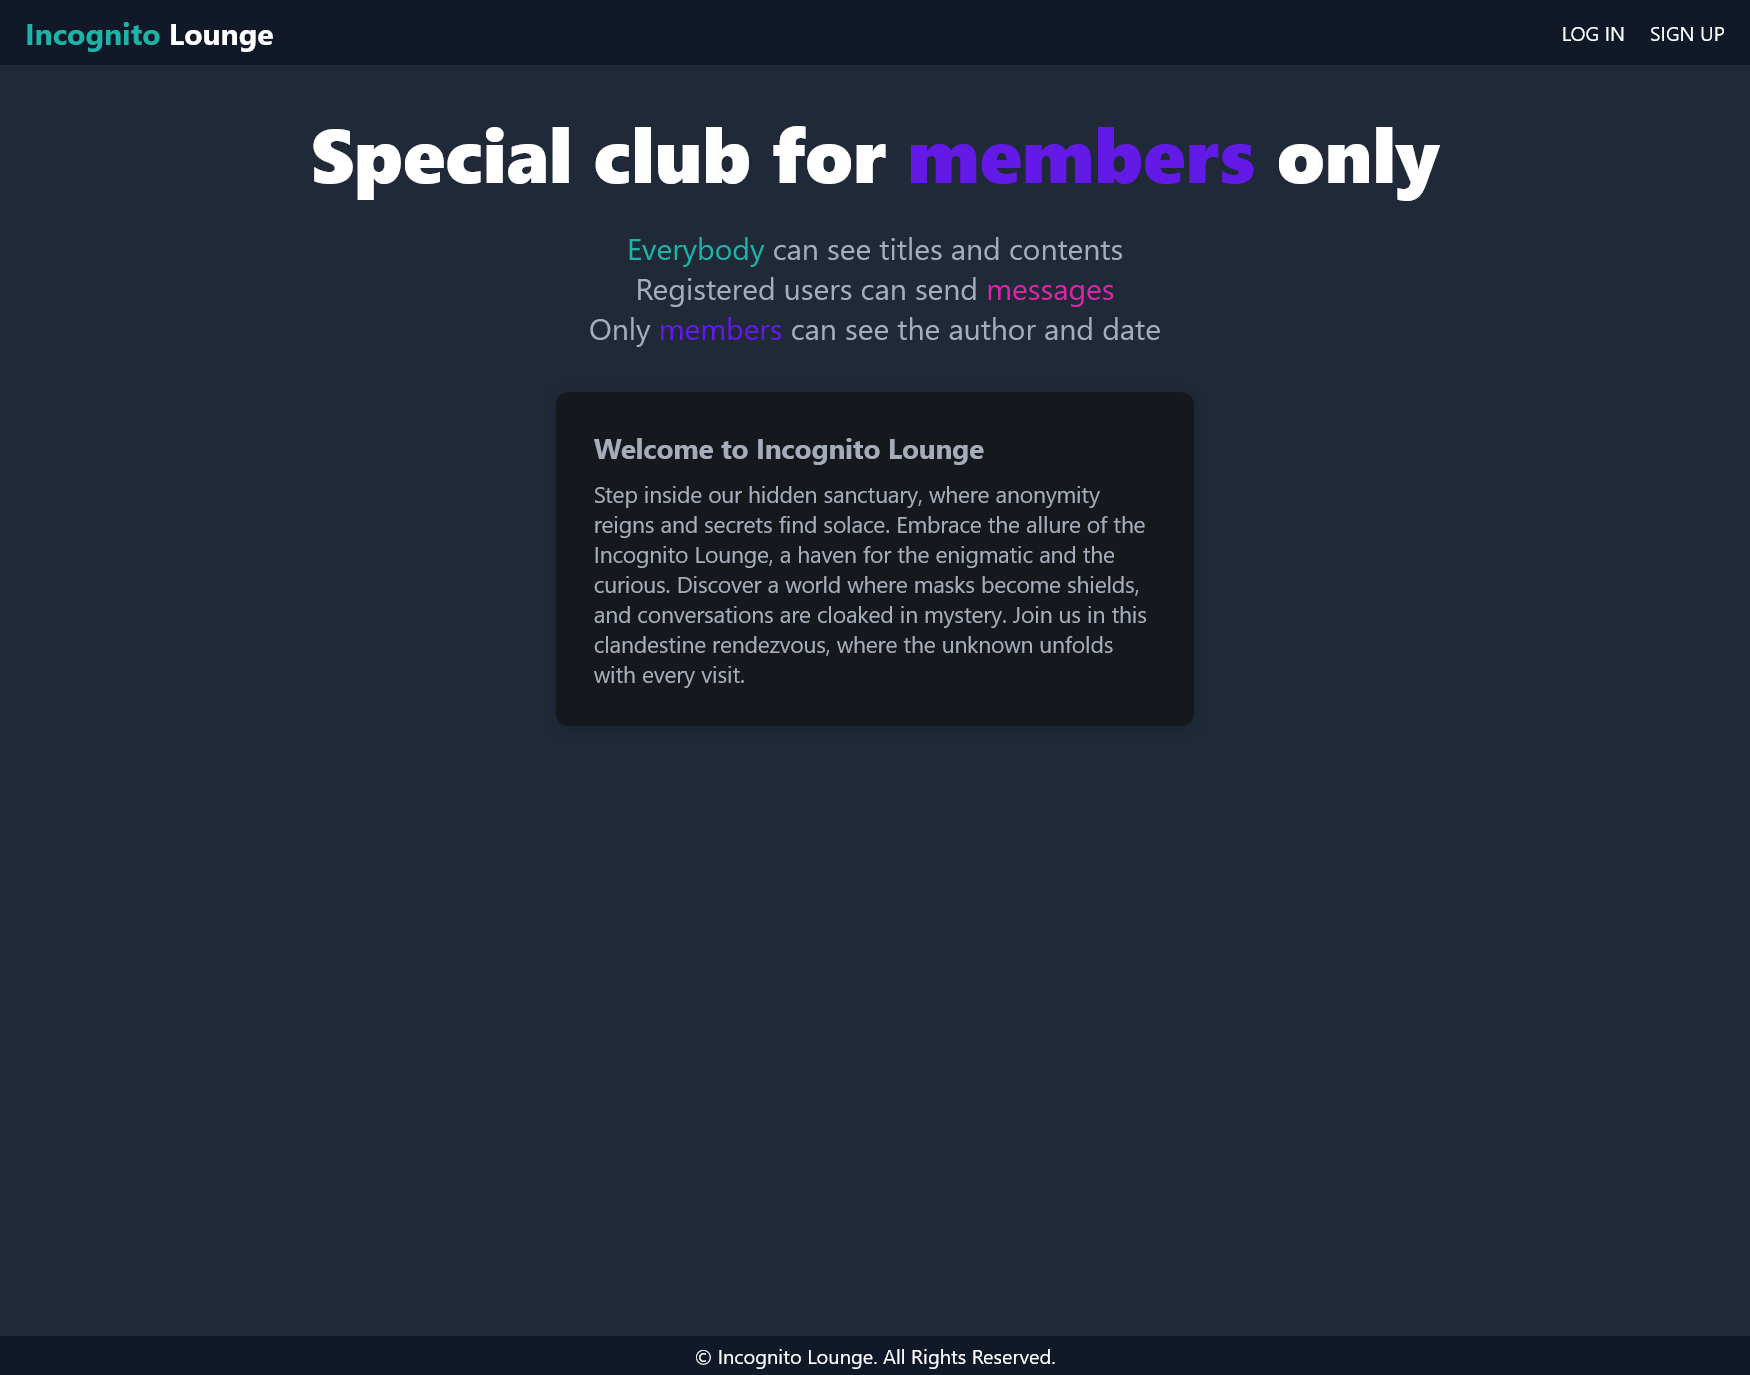 Incognito Lounge
LOG IN
SIGN UP
Special club for members only
Everybody can see titles and contents
Registered users can send messages
Only members can see the author and date
Welcome to Incognito Lounge
Step inside our hidden sanctuary, where anonymity
reigns and secrets find solace. Embrace the allure of the
Incognito Lounge, a haven for the enigmatic and the
curious. Discover a world where masks become shields,
and conversations are cloaked in mystery. Join us in this
clandestine rendezvous, where the unknown unfolds
with every visit.
© Incognito Lounge. All Rights Reserved.